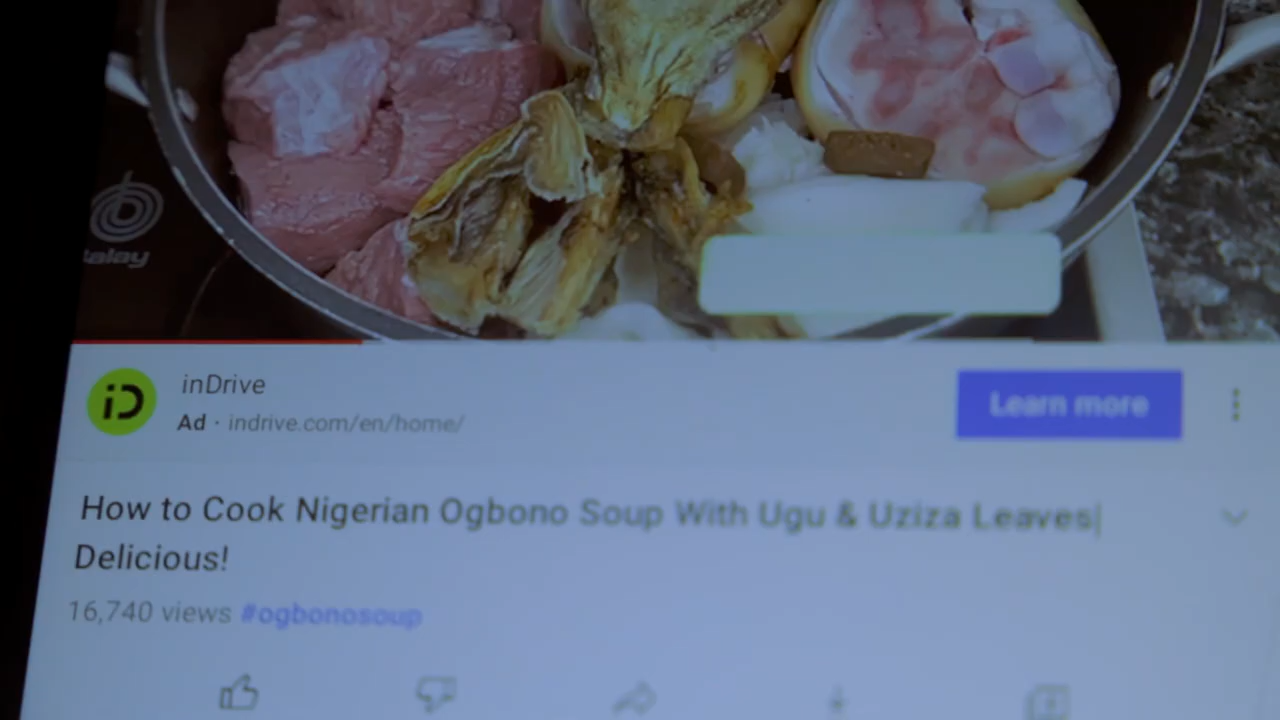 Balay
iD
inDrive
Ad · indrive.com/en/home/
Learn more
How to Cook Nigerian Ogbono Soup With Ugu & Uziza Leaves|
Delicious!
16,740 views #ogbonosoup